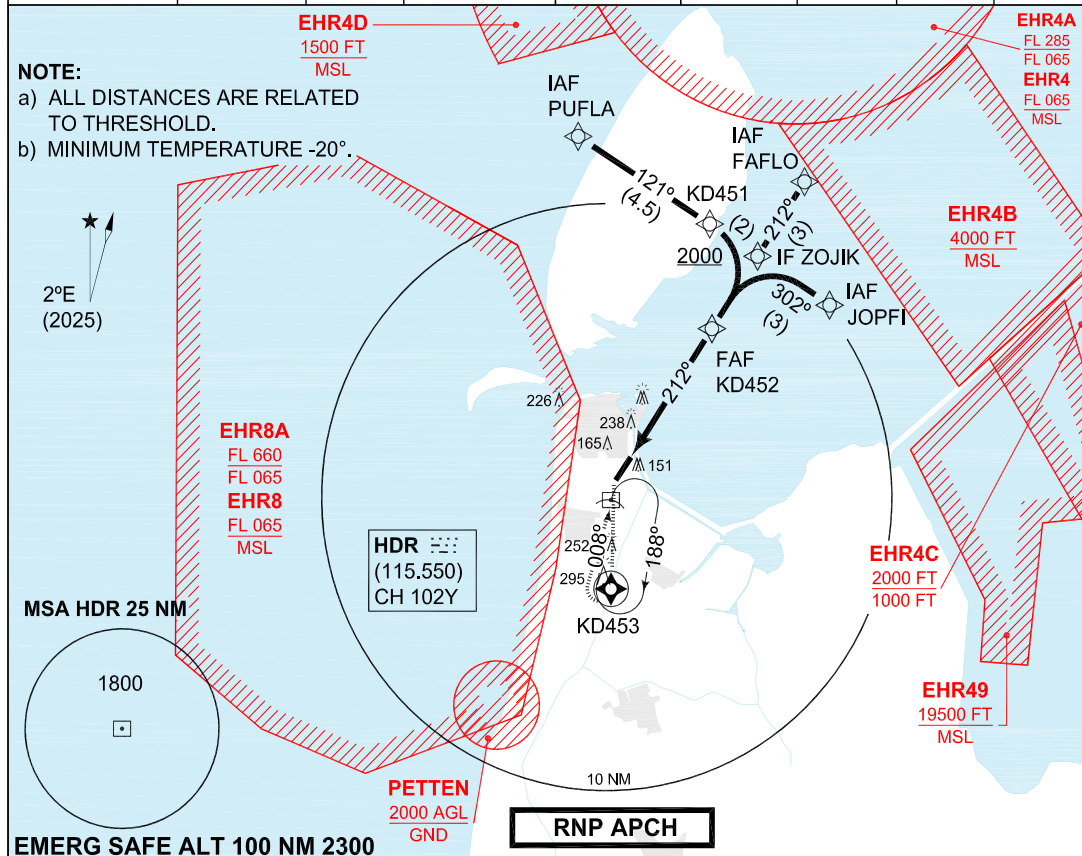 EHR4D
1500 FT
MSL
EHR4A
FL 285
FL 065
EHR4
FL 065
MSL
NOTE:
a) ALL DISTANCES ARE RELATED
TO THRESHOLD.
b) MINIMUM TEMPERATURE -20°.
IAF
PUFLA
IAF
FAFLO
121°
(4.5)
KD451
(2)
212°
(3)
2000
IF ZOJIK
EHR4B
4000 FT
MSL
2°E
(2025)
302°
(3)
IAF
JOPFI
FAF
KD452
212°
226
238
165
151
EHR8A
FL 660
FL 065
EHR8
FL 065
MSL
HDR
(115.550)
CH 102Y
252
295
008°
188°
KD453
EHR4C
2000 FT
1000 FT
MSA HDR 25 NM
1800
EHR49
19500 FT
MSL
10 NM
PETTEN
2000 AGL
GND
RNP APCH
EMERG SAFE ALT 100 NM 2300